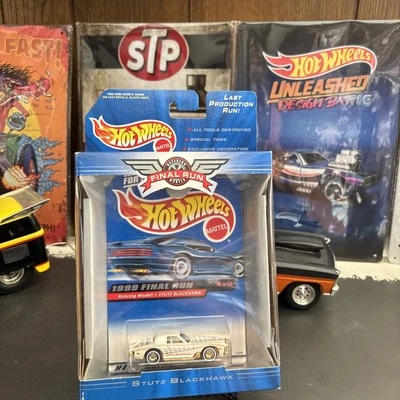 FAST!
STP
Hot Wheels
UNLEASHED
DESIGN BATTLE
LAST
PRODUCTION
RUN!
• ALL TOOLS DESTROYED
• SPECIAL TIRES
• EXCLUSIVE DECORATION
Hot Wheels
MATTEL
FOR
FINAL RUN
Hot Wheels
MATTEL
1999 FINAL RUN
Retiring Model • STUTZ BLACKHAWK
STUTZ BLACKHAWK